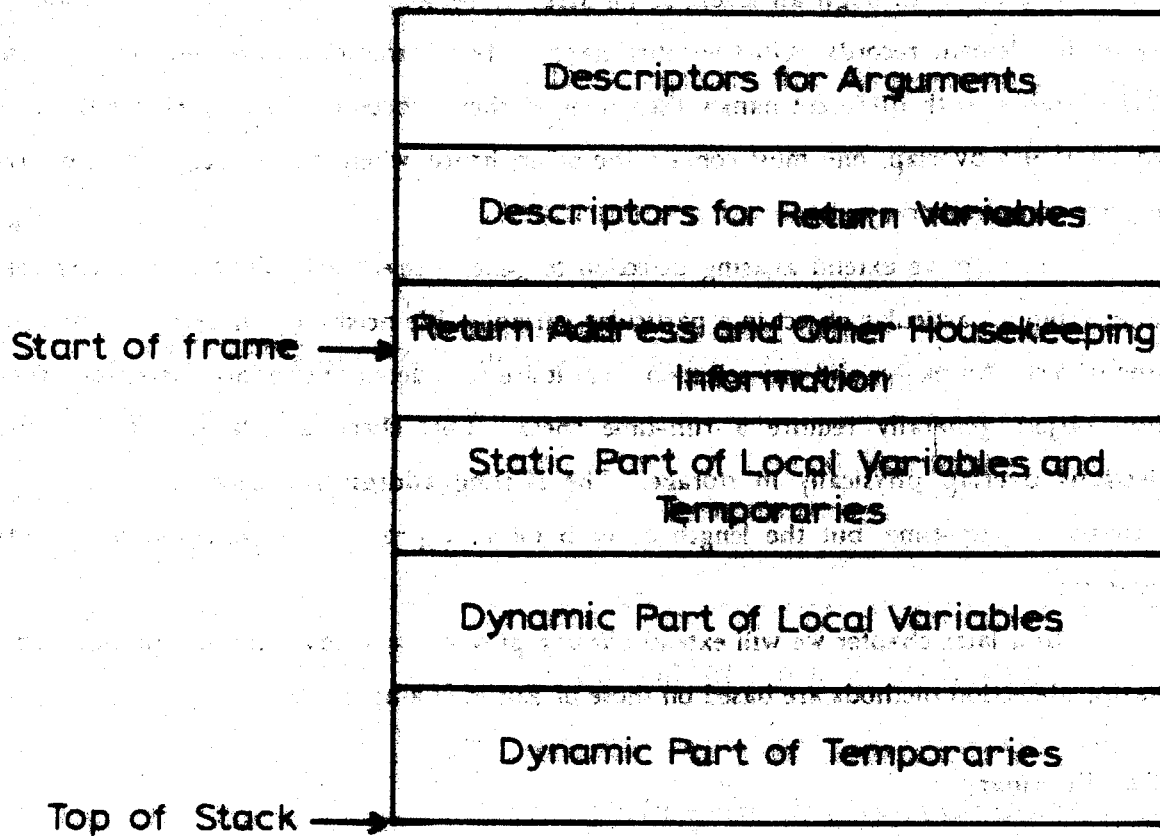 Descriptors for Arguments
Descriptors for Return Variables
Start of frame
Return Address and Other Housekeeping
Information
Static Part of Local Variables and
Temporaries
Dynamic Part of Local Variables
Dynamic Part of Temporaries
Top of Stack